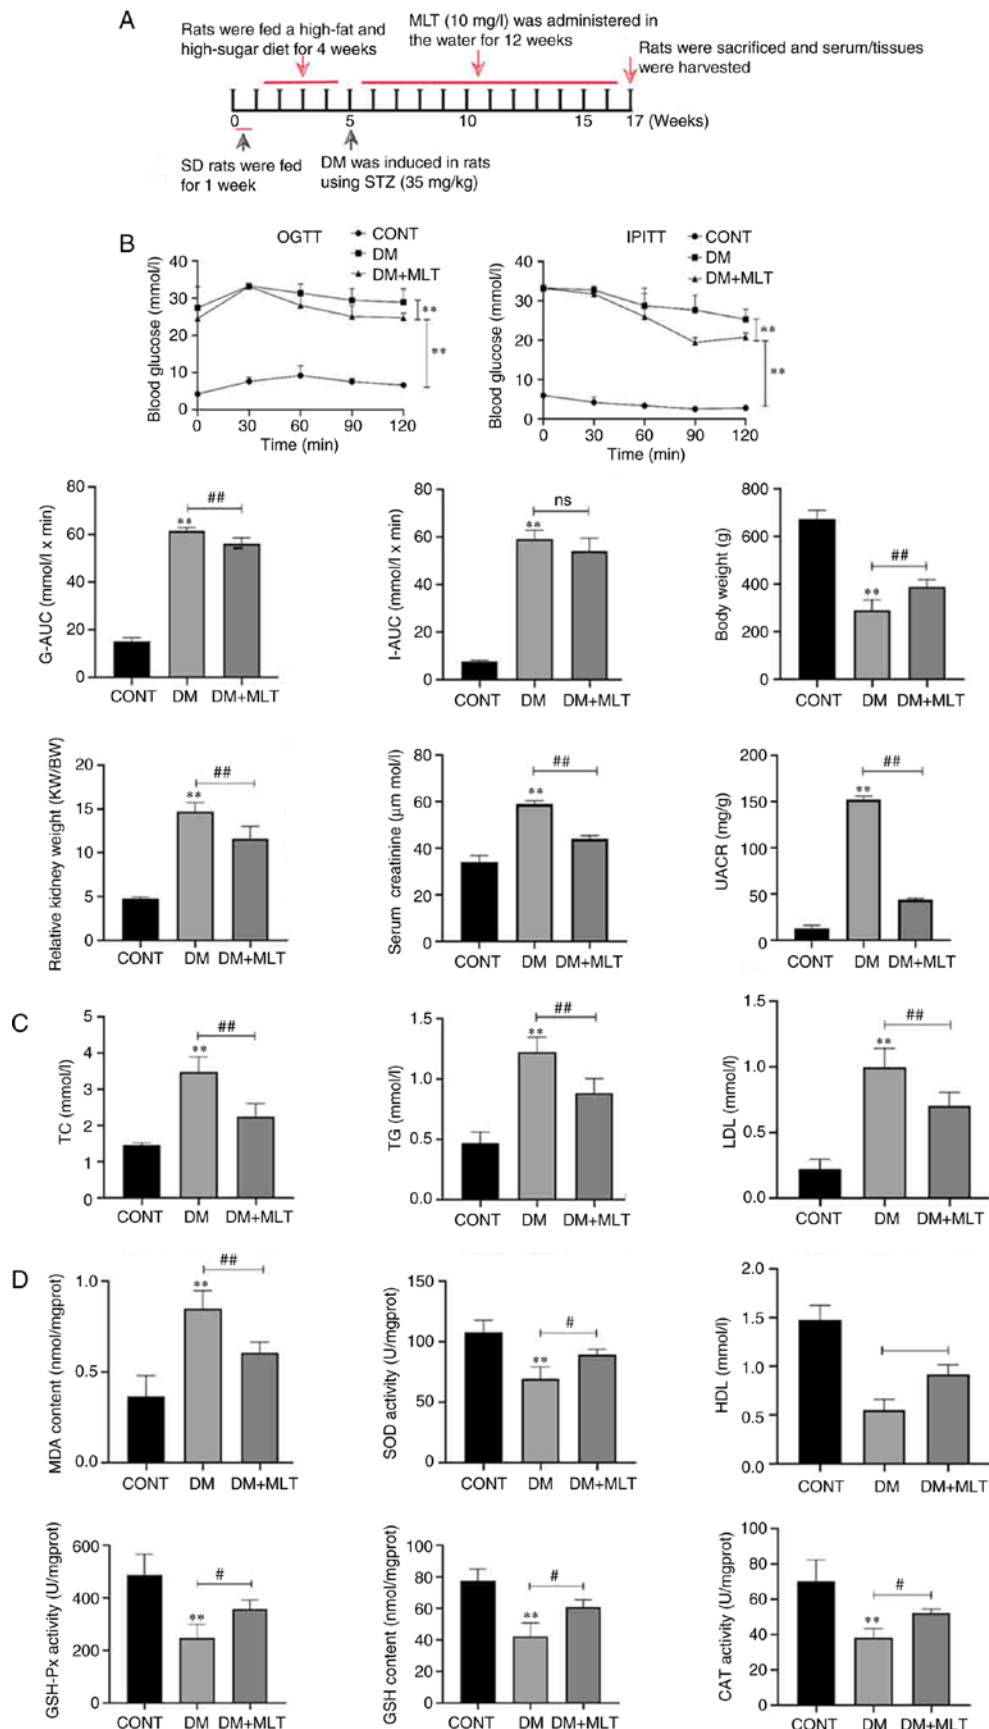 A
Rats were fed a high-fat and
high-sugar diet for 4 weeks
MLT (10 mg/l) was administered in
the water for 12 weeks
Rats were sacrificed and serum/tissues
were harvested
0 5 10 15 17 (Weeks)
SD rats were fed
for 1 week
DM was induced in rats
using STZ (35 mg/kg)
B
OGTT
CONT
DM
DM+MLT
Blood glucose (mmol/l)
40
30
20
10
0
**
**
0 30 60 90 120
Time (min)
IPITT
CONT
DM
DM+MLT
Blood glucose (mmol/l)
40
30
20
10
0
**
**
0 30 60 90 120
Time (min)
G-AUC (mmol/l x min)
80
60
40
20
0
**
##
CONT DM DM+MLT
I-AUC (mmol/l x min)
80
60
40
20
0
**
ns
CONT DM DM+MLT
Body weight (g)
800
600
400
200
0
**
##
CONT DM DM+MLT
Relative kidney weight (KW/BW)
20
15
10
5
0
**
##
CONT DM DM+MLT
Serum creatinine (μm mol/l)
80
60
40
20
0
**
##
CONT DM DM+MLT
UACR (mg/g)
200
150
100
50
0
**
##
CONT DM DM+MLT
C
TC (mmol/l)
5
4
3
2
1
0
**
##
CONT DM DM+MLT
TG (mmol/l)
1.5
1.0
0.5
0.0
**
##
CONT DM DM+MLT
LDL (mmol/l)
1.5
1.0
0.5
0.0
**
##
CONT DM DM+MLT
D
MDA content (nmol/mgprot)
1.0
0.5
0.0
**
##
CONT DM DM+MLT
SOD activity (U/mgprot)
150
100
50
0
**
#
CONT DM DM+MLT
HDL (mmol/l)
2.0
1.5
1.0
0.5
0.0
CONT DM DM+MLT
GSH-Px activity (U/mgprot)
600
400
200
0
**
#
CONT DM DM+MLT
GSH content (nmol/mgprot)
100
80
60
40
20
0
**
#
CONT DM DM+MLT
CAT activity (U/mgprot)
100
80
60
40
20
0
**
#
CONT DM DM+MLT